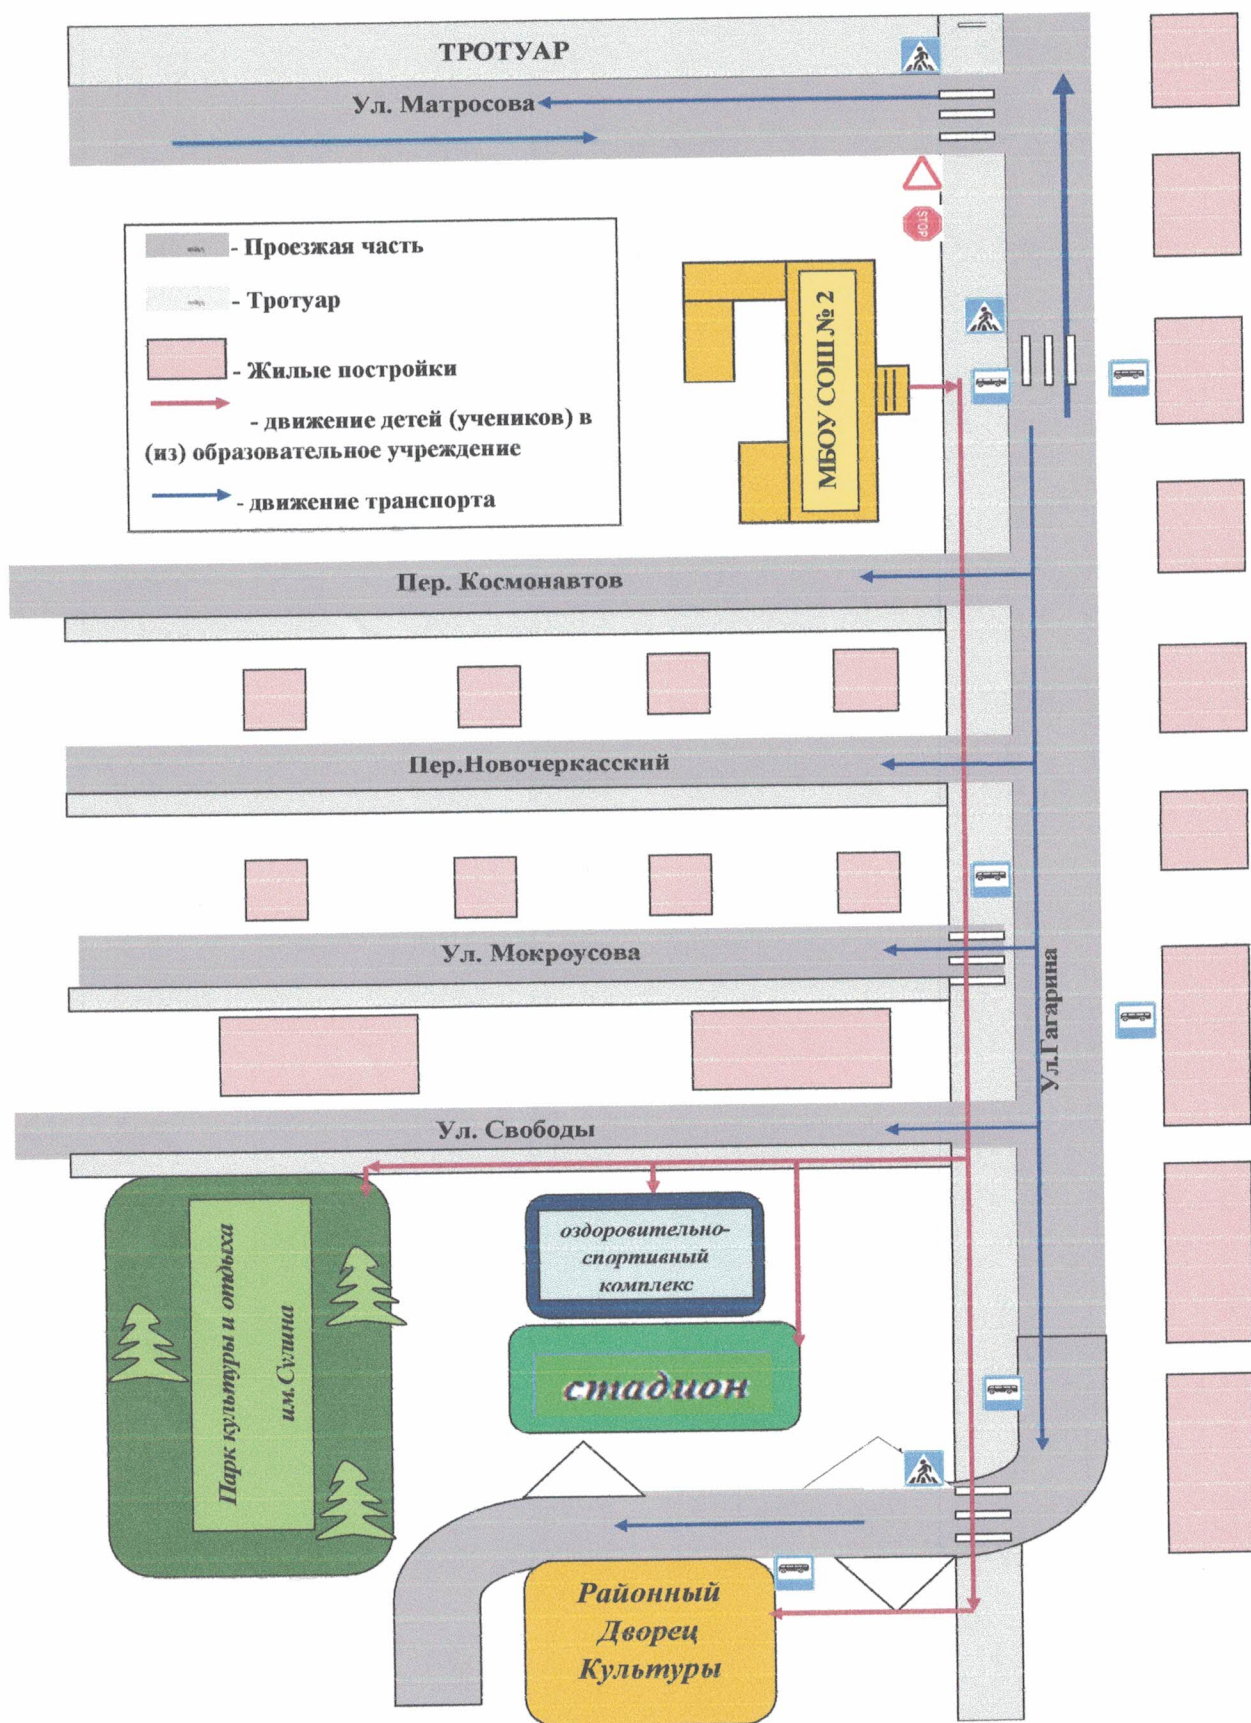 ТРОТУАР
Ул. Матросова
STOP
- Проезжая часть
- Тротуар
- Жилые постройки
- движение детей (учеников) в
(из) образовательное учреждение
- движение транспорта
МБОУ СОШ № 2
Пер. Космонавтов
Пер.Новочеркасский
Ул. Мокроусова
Ул.Гагарина
Ул. Свободы
Парк культуры и отдыха
им.Сулина
оздоровительно-
спортивный
комплекс
стадион
Районный
Дворец
Культуры